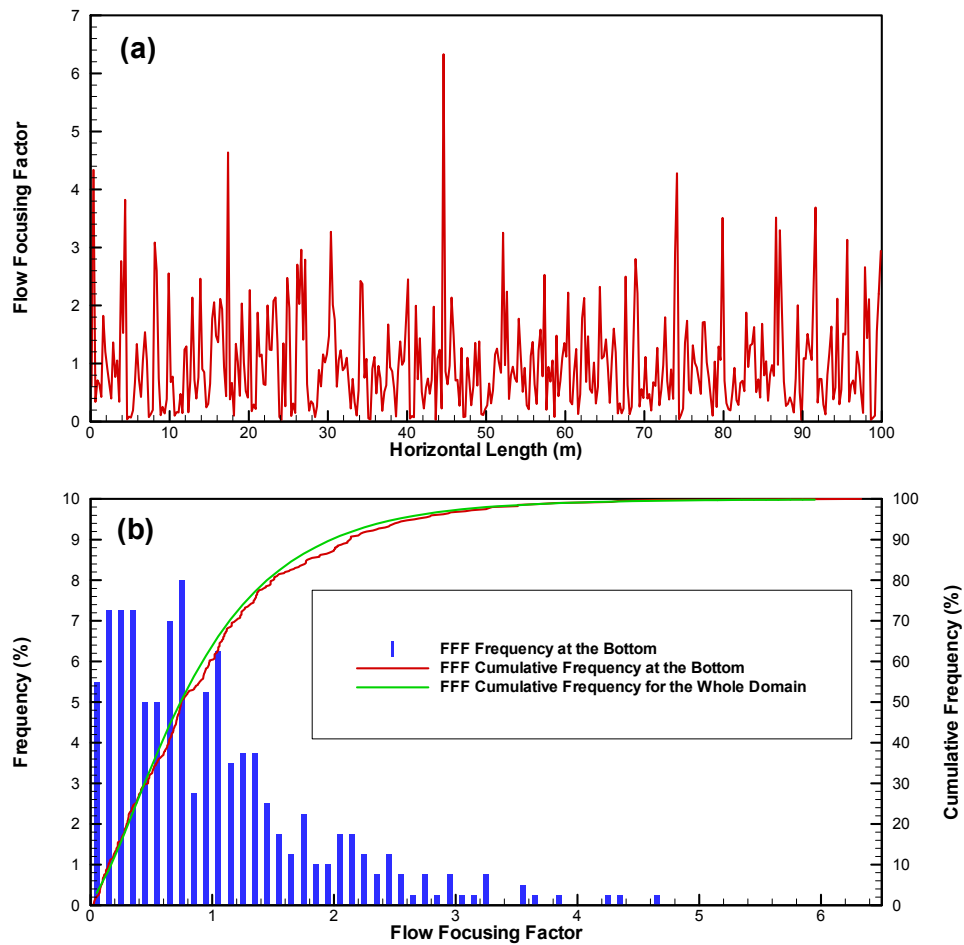 (a)
Flow Focusing Factor
7
6
5
4
3
2
1
0
0 10 20 30 40 50 60 70 80 90 100
Horizontal Length (m)
(b)
Frequency (%)
10
9
8
7
6
5
4
3
2
1
0
FFF Frequency at the Bottom
FFF Cumulative Frequency at the Bottom
FFF Cumulative Frequency for the Whole Domain
100
90
80
70
60
50
40
30
20
10
0
Cumulative Frequency (%)
0 1 2 3 4 5 6
Flow Focusing Factor